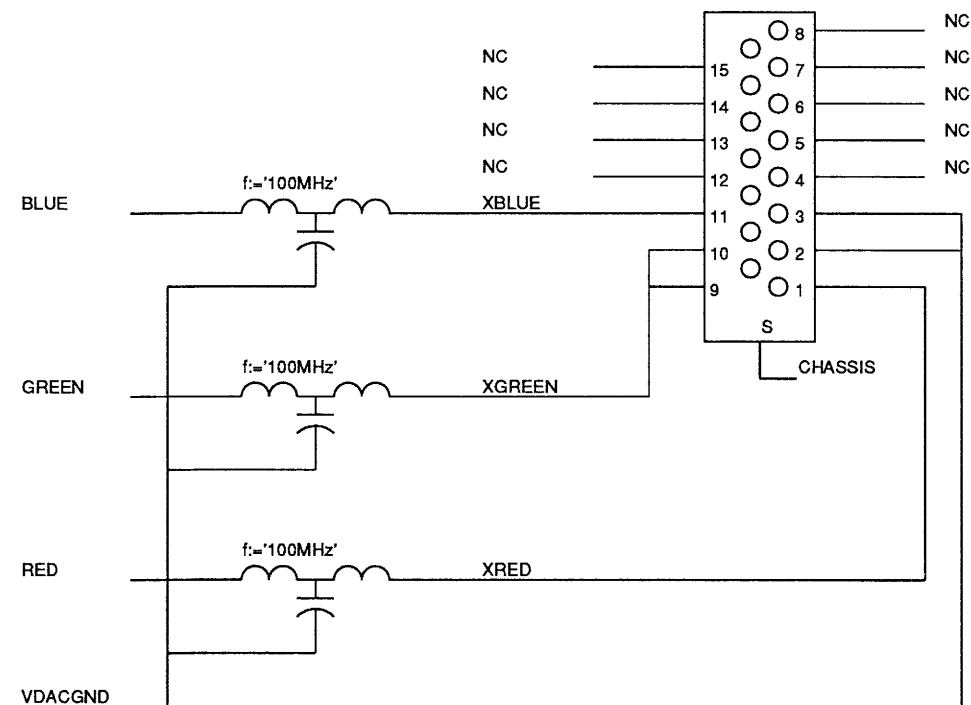 8 NC
NC 15 7 NC
NC 14 6 NC
NC 13 5 NC
NC 12 4 NC
f:='100MHz'
BLUE XBLUE 11 3
10 2
9 1
S
f:='100MHz'
CHASSIS
GREEN XGREEN
f:='100MHz'
RED XRED
VDACGND